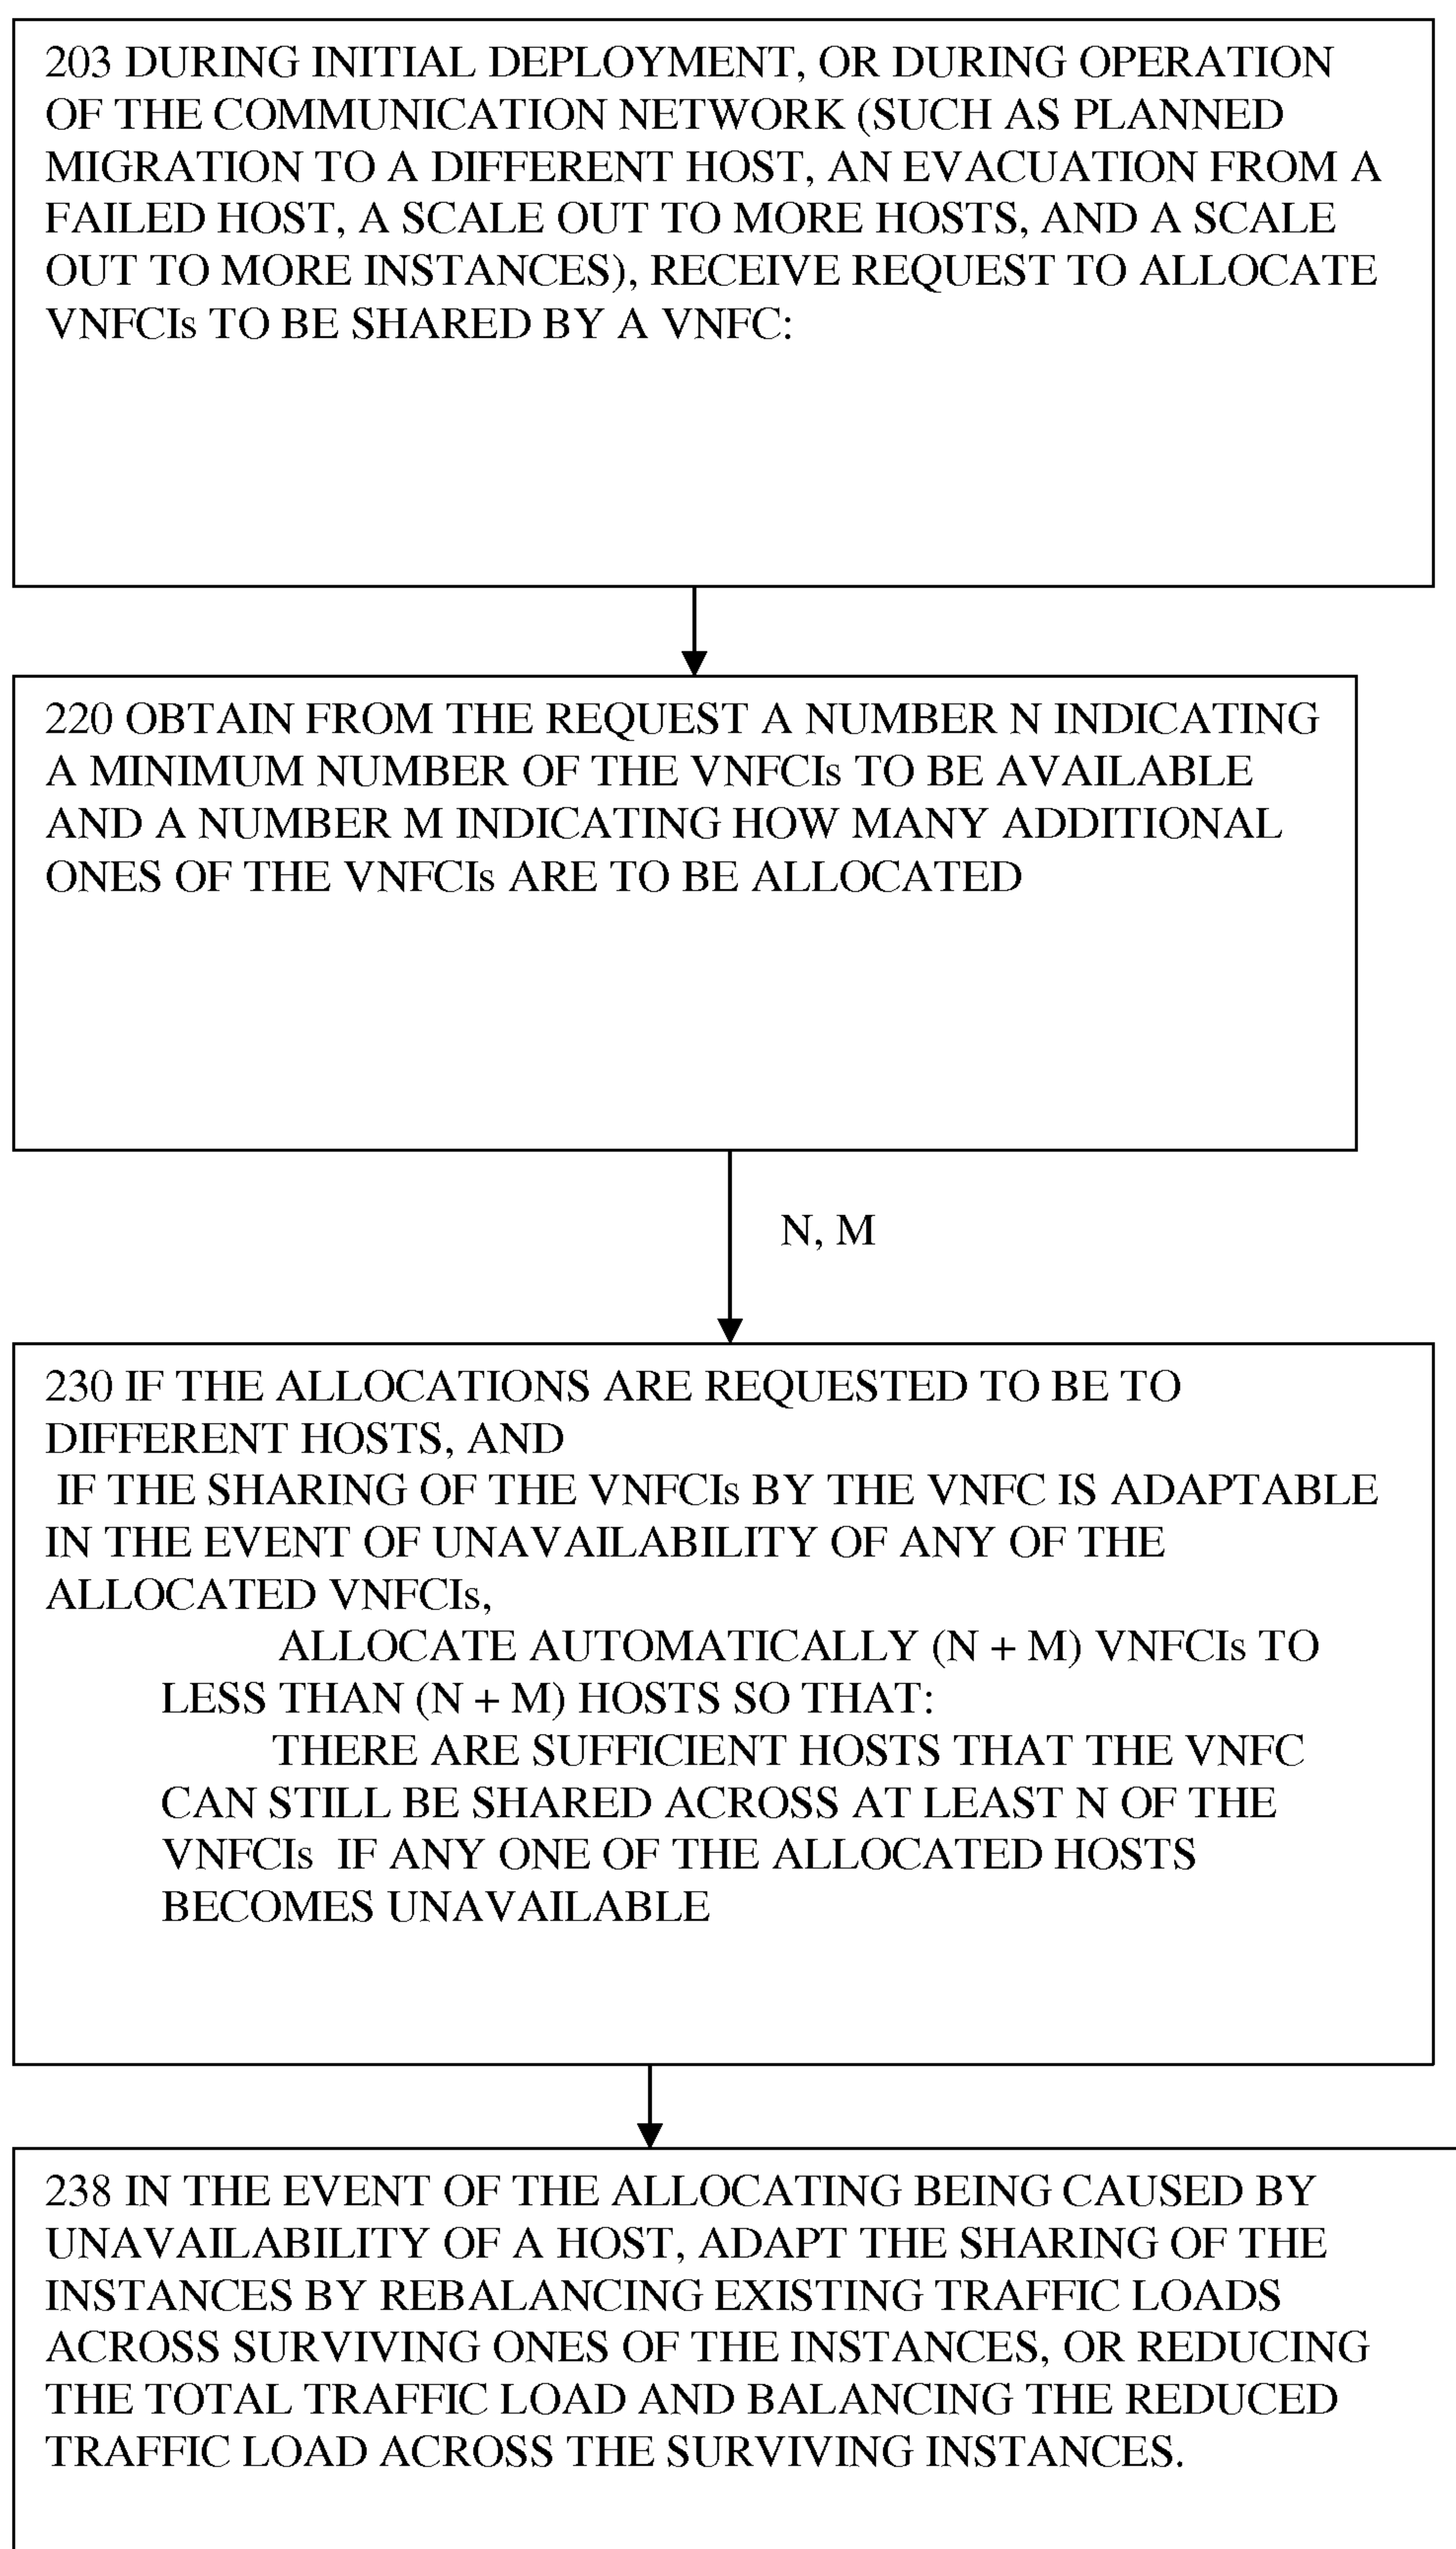 203 DURING INITIAL DEPLOYMENT, OR DURING OPERATION
OF THE COMMUNICATION NETWORK (SUCH AS PLANNED
MIGRATION TO A DIFFERENT HOST, AN EVACUATION FROM A
FAILED HOST, A SCALE OUT TO MORE HOSTS, AND A SCALE
OUT TO MORE INSTANCES), RECEIVE REQUEST TO ALLOCATE
VNFCIs TO BE SHARED BY A VNFC:
220 OBTAIN FROM THE REQUEST A NUMBER N INDICATING
A MINIMUM NUMBER OF THE VNFCIs TO BE AVAILABLE
AND A NUMBER M INDICATING HOW MANY ADDITIONAL
ONES OF THE VNFCIs ARE TO BE ALLOCATED
N, M
230 IF THE ALLOCATIONS ARE REQUESTED TO BE TO
DIFFERENT HOSTS, AND
IF THE SHARING OF THE VNFCIs BY THE VNFC IS ADAPTABLE
IN THE EVENT OF UNAVAILABILITY OF ANY OF THE
ALLOCATED VNFCIs,
ALLOCATE AUTOMATICALLY (N + M) VNFCIs TO
LESS THAN (N + M) HOSTS SO THAT:
THERE ARE SUFFICIENT HOSTS THAT THE VNFC
CAN STILL BE SHARED ACROSS AT LEAST N OF THE
VNFCIs IF ANY ONE OF THE ALLOCATED HOSTS
BECOMES UNAVAILABLE
238 IN THE EVENT OF THE ALLOCATING BEING CAUSED BY
UNAVAILABILITY OF A HOST, ADAPT THE SHARING OF THE
INSTANCES BY REBALANCING EXISTING TRAFFIC LOADS
ACROSS SURVIVING ONES OF THE INSTANCES, OR REDUCING
THE TOTAL TRAFFIC LOAD AND BALANCING THE REDUCED
TRAFFIC LOAD ACROSS THE SURVIVING INSTANCES.